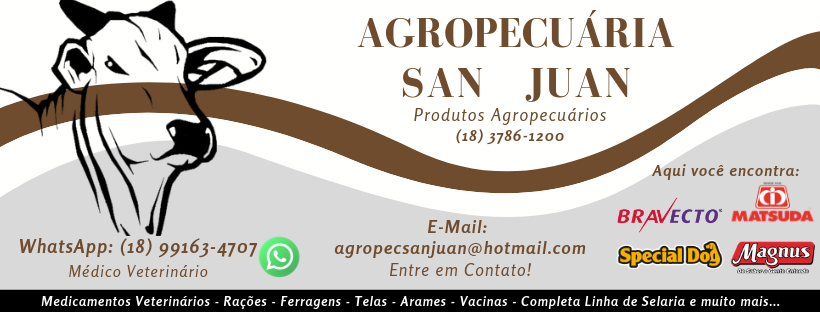 AGROPECUÁRIA
SAN JUAN
Produtos Agropecuários
(18) 3786-1200
Aqui você encontra:
BRAVECTO
MATSUDA
Special Dog
Magnus
E-Mail:
agropecsanjuan@hotmail.com
Entre em Contato!
WhatsApp: (18) 99163-4707
Médico Veterinário
Medicamentos Veterinários - Rações - Ferragens - Telas - Arames - Vacinas - Completa Linha de Selaria e muito mais...